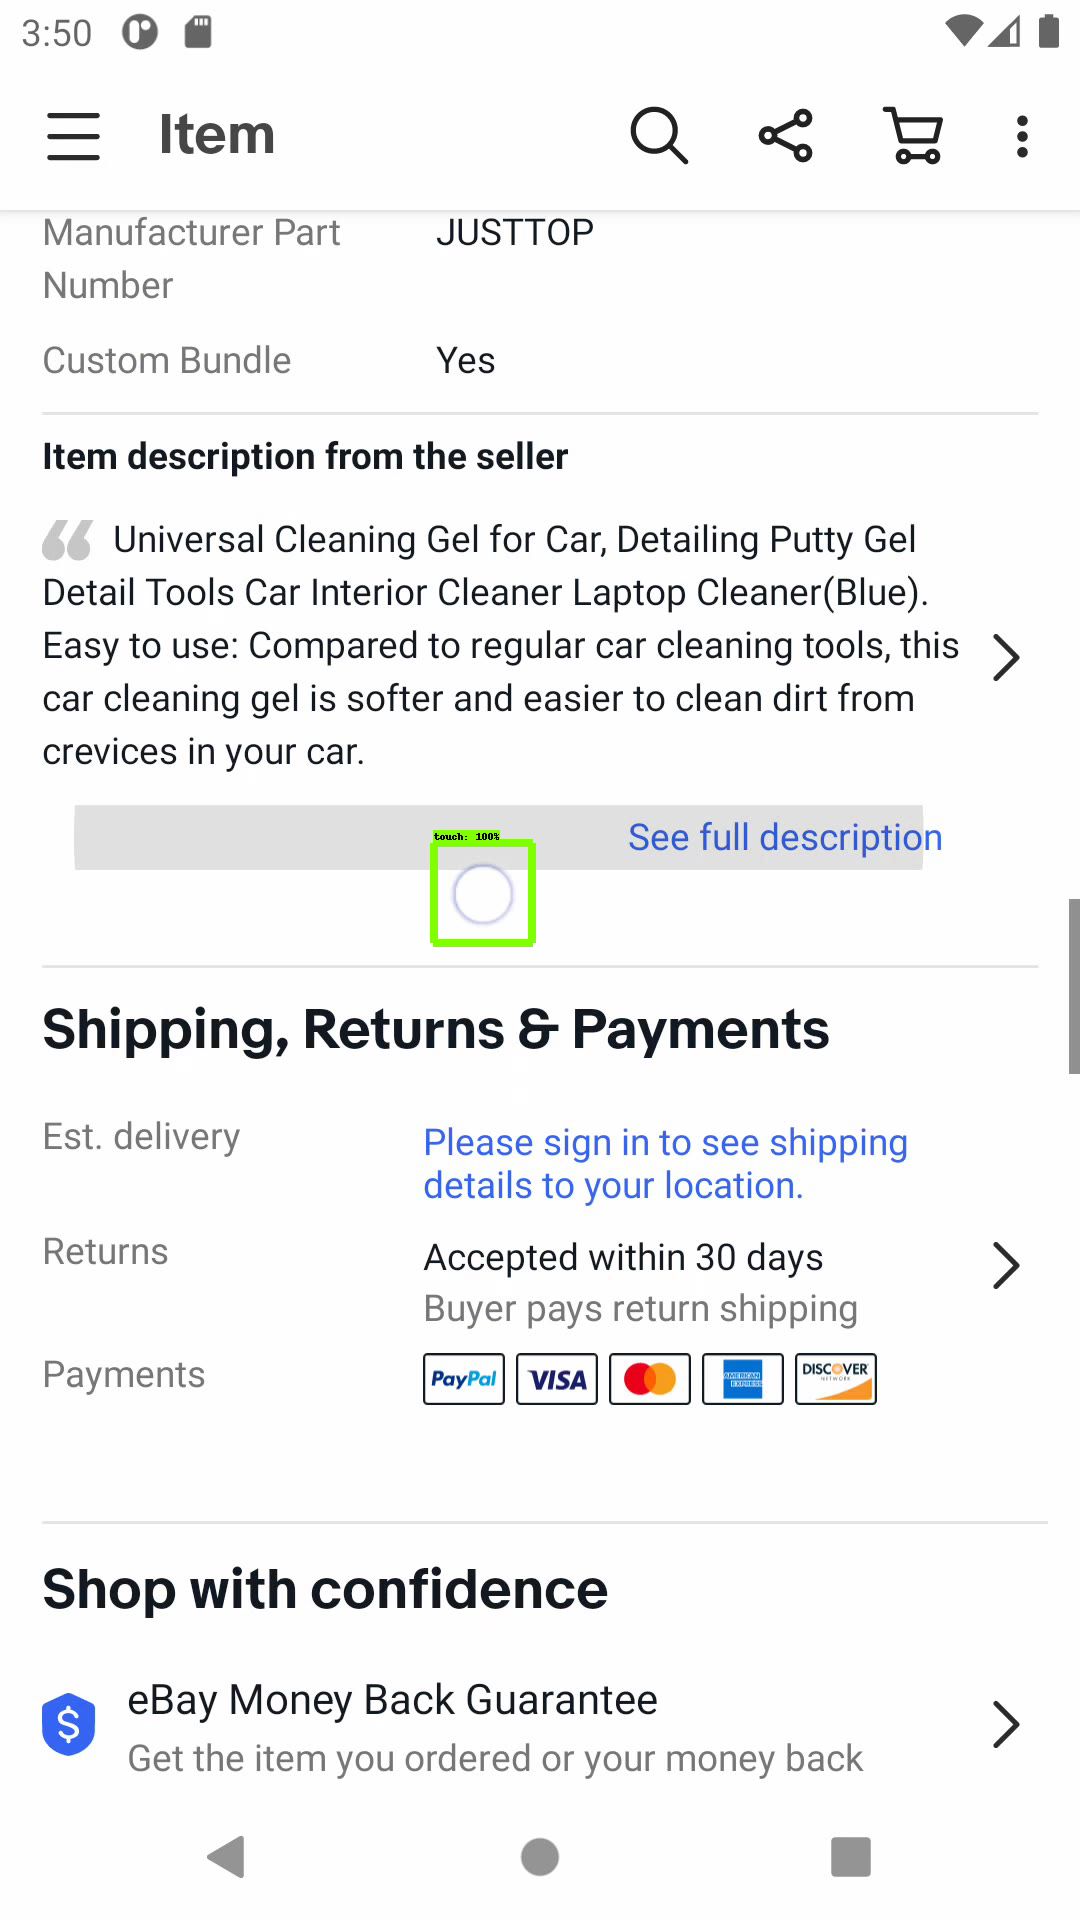 3:50
Item
Manufacturer Part
Number
JUSTTOP
Custom Bundle
Yes
Item description from the seller
Universal Cleaning Gel for Car, Detailing Putty Gel
Detail Tools Car Interior Cleaner Laptop Cleaner(Blue).
Easy to use: Compared to regular car cleaning tools, this
car cleaning gel is softer and easier to clean dirt from
crevices in your car.
See full description
touch: 100%
Shipping, Returns & Payments
Est. delivery
Please sign in to see shipping
details to your location.
Returns
Accepted within 30 days
Buyer pays return shipping
Payments
PayPal VISA AMERICAN EXPRESS DISCOVER NETWORK
Shop with confidence
eBay Money Back Guarantee
Get the item you ordered or your money back